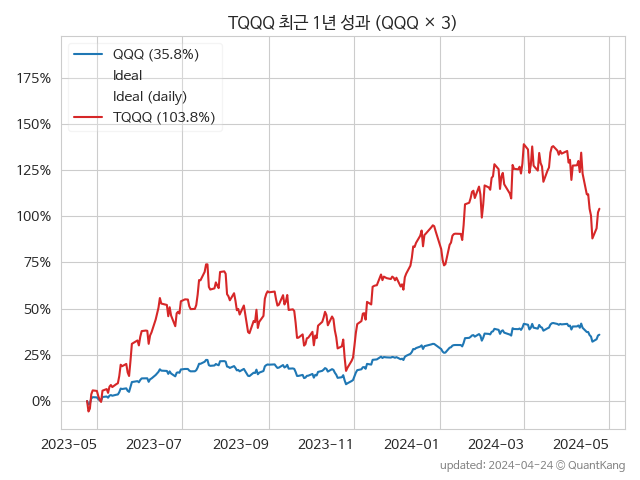 TQQQ 최근 1년 성과 (QQQ × 3)
QQQ (35.8%)
Ideal
Ideal (daily)
TQQQ (103.8%)
175%
150%
125%
100%
75%
50%
25%
0%
2023-05 2023-07 2023-09 2023-11 2024-01 2024-03 2024-05
updated: 2024-04-24 © QuantKang